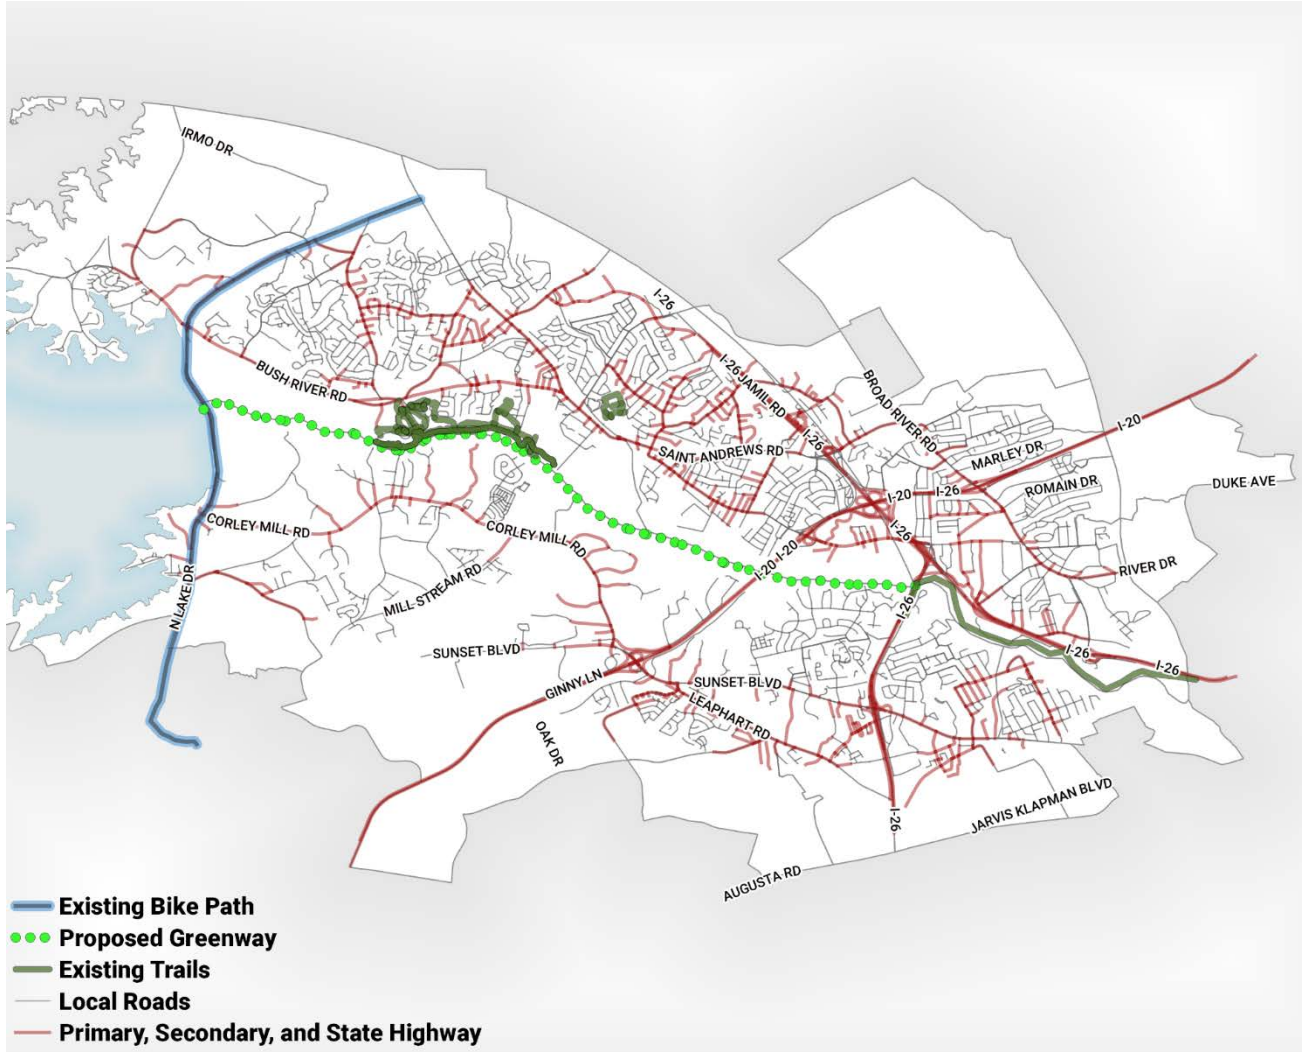 IRMO DR
I-26
I-26
JAMIL RD
BUSH RIVER RD
BROAD RIVER RD
I-20
I-26
SAINT ANDREWS RD
MARLEY DR
ROMAIN DR
DUKE AVE
I-20
I-26
CORLEY MILL RD
CORLEY MILL RD
I-26
I-20
I-20
RIVER DR
MILL STREAM RD
N LAKE DR
I-26
SUNSET BLVD
I-26
I-26
GINNY LN
SUNSET BLVD
LEAPHART RD
OAK DR
I-26
JARVIS KLAPMAN BLVD
AUGUSTA RD
Existing Bike Path
Proposed Greenway
Existing Trails
Local Roads
Primary, Secondary, and State Highway